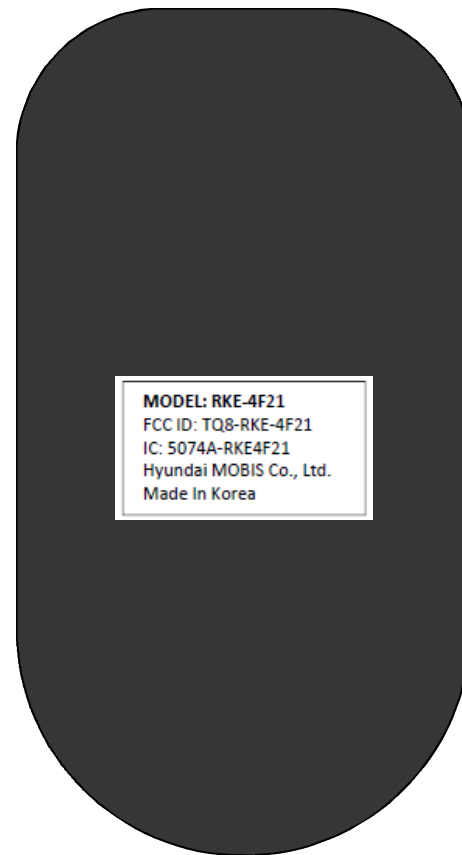 MODEL: RKE-4F21
FCC ID: TQ8-RKE-4F21
IC: 5074A-RKE4F21
Hyundai MOBIS Co., Ltd.
Made In Korea